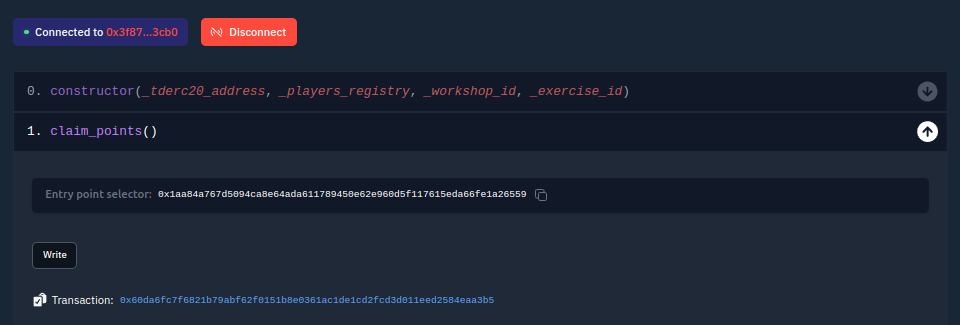 Connected to 0x3f87...3cb0 Disconnect
0. constructor(_tderc20_address, _players_registry, _workshop_id, _exercise_id)
1. claim_points()
Entry point selector: 0x1aa84a767d5094ca8e64ada611789450e62e960d5f117615eda66fe1a26559
Write
Transaction: 0x60da6fc7f6821b79abf62f0151b8e0361ac1de1cd2fcd3d011eed2584eaa3b5